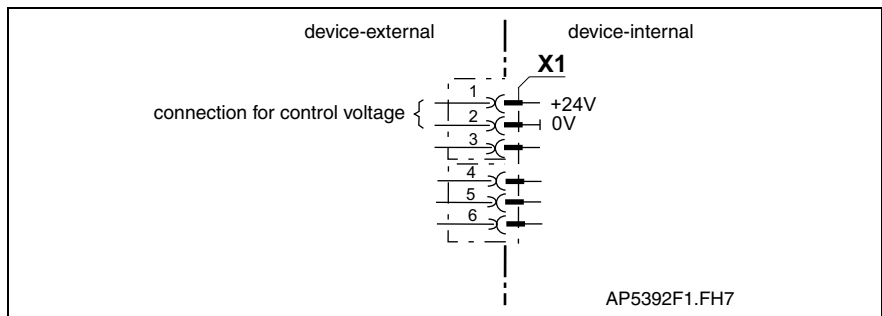 device-external
device-internal
X1
1
+24V
connection for control voltage
2
0V
3
4
5
6
AP5392F1.FH7